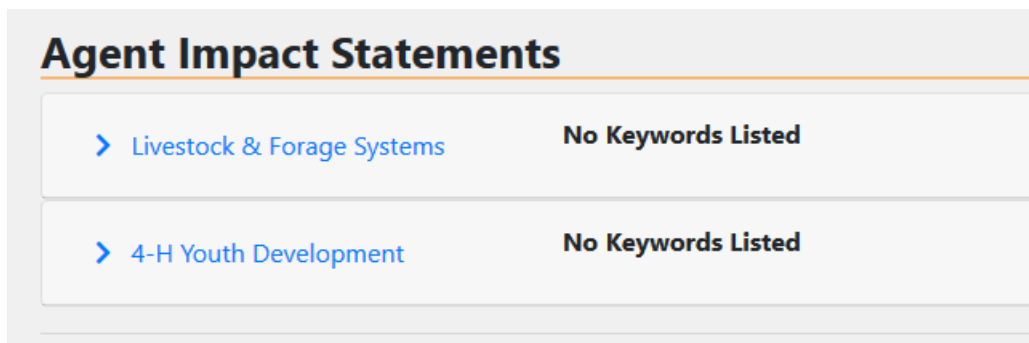 Agent Impact Statements
Livestock & Forage Systems
No Keywords Listed
4-H Youth Development
No Keywords Listed